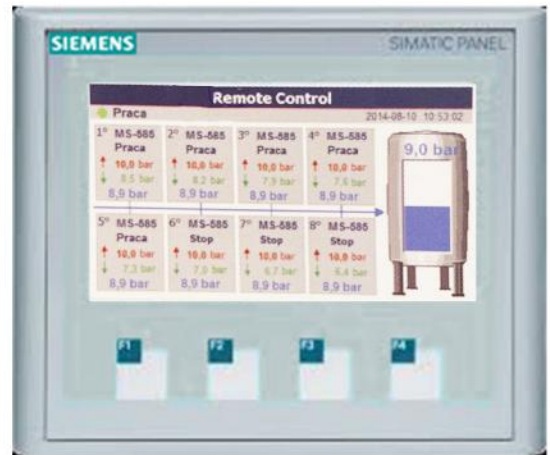 SIEMENS
SIMATIC PANEL
Remote Control
Praca
2014-08-10 10:53:02
1° MS-585 2° MS-585 3° MS-585 4° MS-585
Praca Praca Praca Praca
↑ 10,0 bar ↑ 10,0 bar ↑ 10,0 bar ↑ 10,0 bar
↓ 8,5 bar ↓ 8,2 bar ↓ 7,9 bar ↓ 7,6 bar
8,9 bar 8,9 bar 8,9 bar 8,9 bar
9,0 bar
5° MS-585 6° MS-585 7° MS-585 8° MS-585
Praca Stop Stop Stop
↑ 10,0 bar ↑ 10,0 bar ↑ 10,0 bar ↑ 10,0 bar
↓ 7,3 bar ↓ 7,0 bar ↓ 6,7 bar ↓ 6,4 bar
8,9 bar 8,9 bar 8,9 bar 8,9 bar
F1 F2 F3 F4